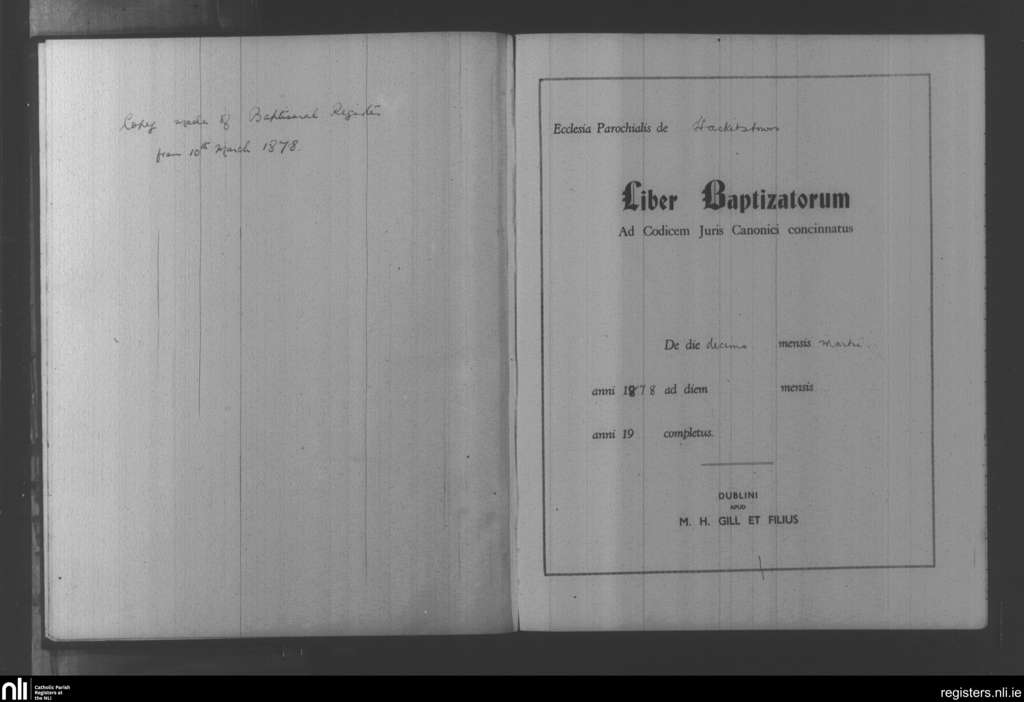 Copy made of Baptismal Register
from 10th March 1878.
Ecclesia Parochialis de Hacketstown
Liber Baptizatorum
Ad Codicem Juris Canonici concinnatus
De die decimo mensis Martii.
anni 1878 ad diem mensis
anni 19 completus.
DUBLINI
APUD
M. H. GILL ET FILIUS
nli Catholic Parish
Registers at
the NLI
registers.nli.ie